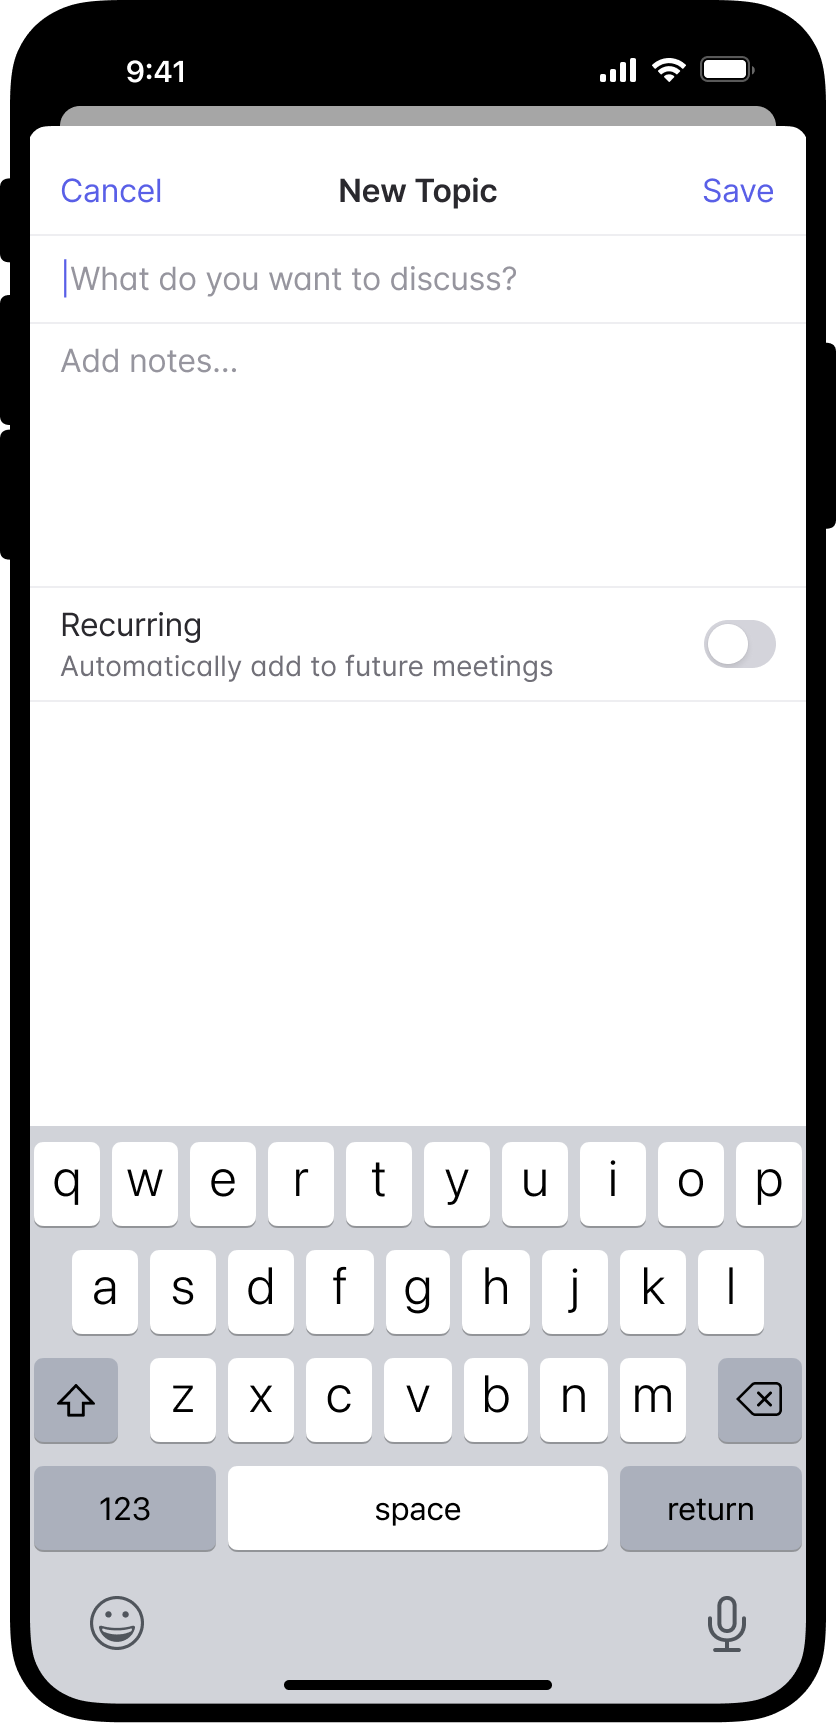 9:41
Cancel New Topic Save
What do you want to discuss?
Add notes...
Recurring
Automatically add to future meetings
q w e r t y u i o p
a s d f g h j k l
z x c v b n m
123 space return